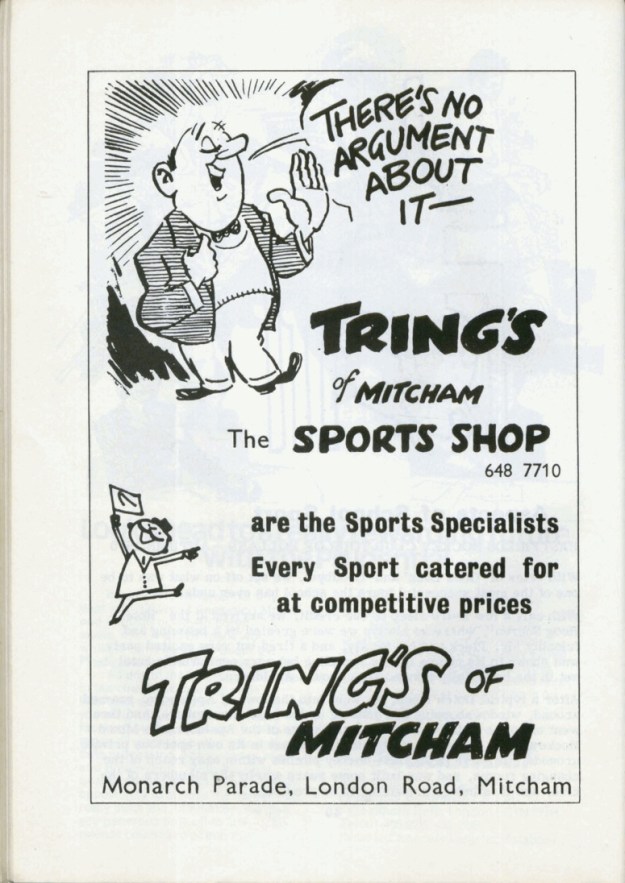 THERE'S NO
ARGUMENT
ABOUT
IT—
TRING'S
of MITCHAM
The SPORTS SHOP
648 7710
are the Sports Specialists
Every Sport catered for
at competitive prices
TRING'S OF
MITCHAM
Monarch Parade, London Road, Mitcham